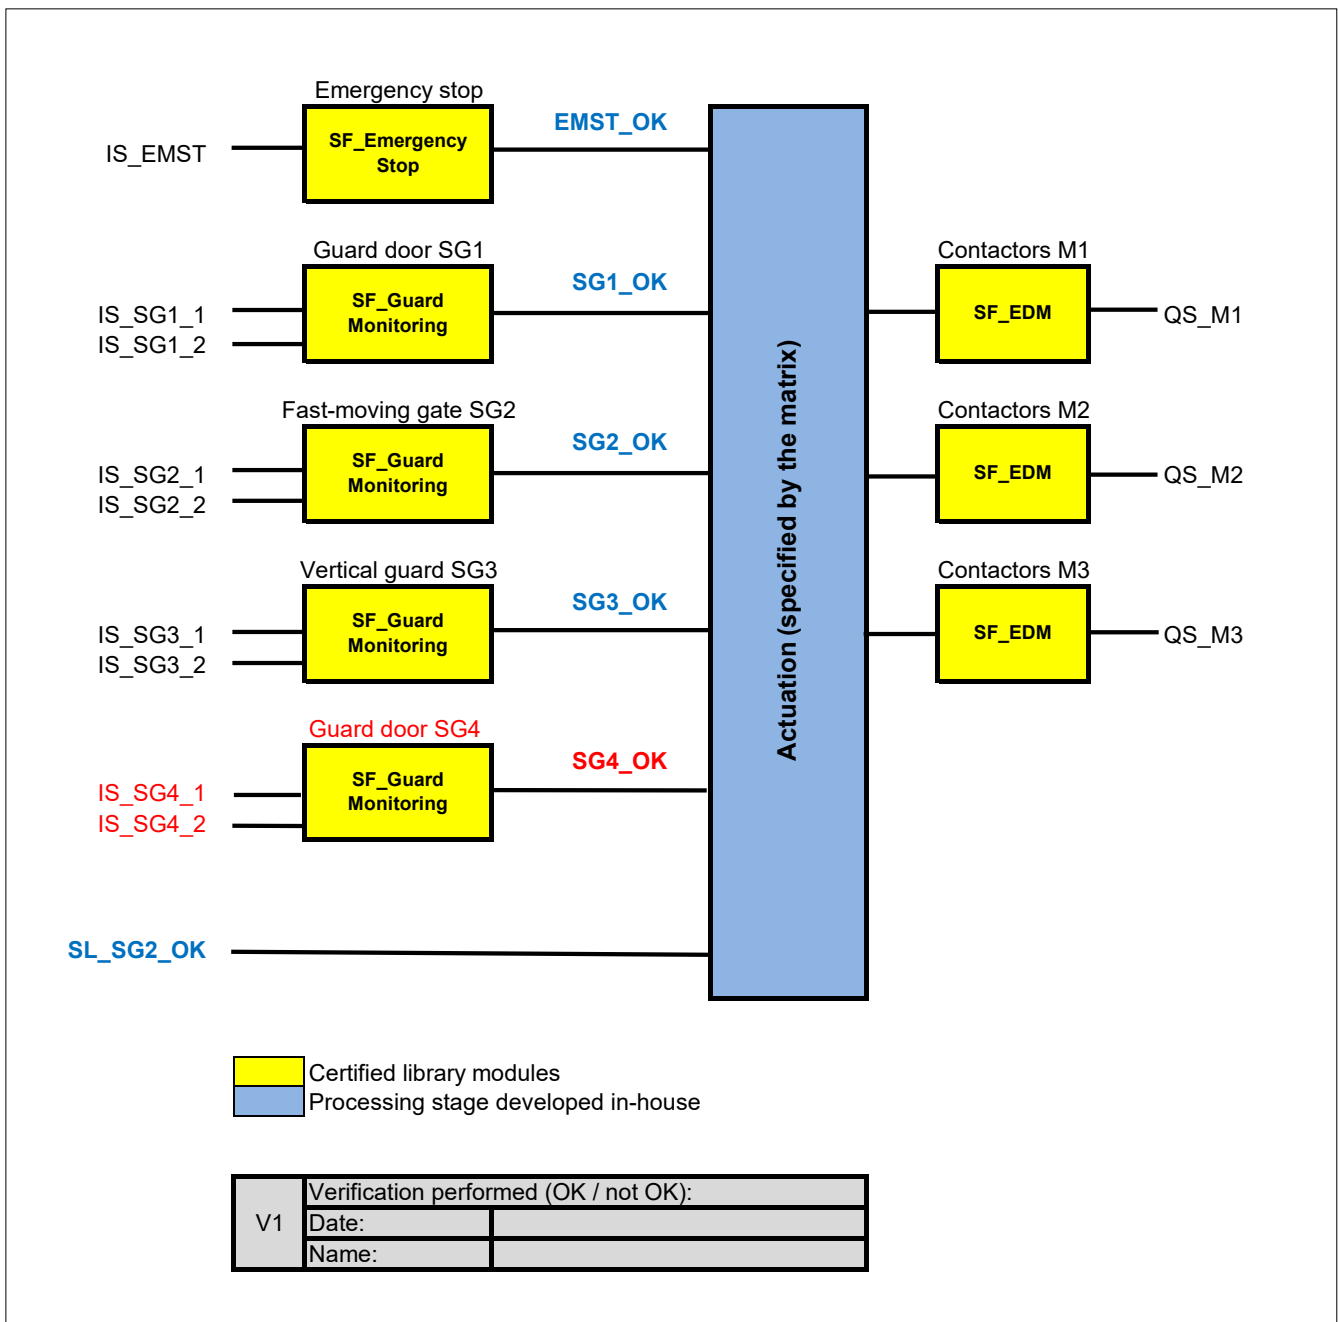 Emergency stop
IS_EMST
SF_Emergency
Stop
EMST_OK
Guard door SG1
IS_SG1_1
IS_SG1_2
SF_Guard
Monitoring
SG1_OK
Contactors M1
SF_EDM
QS_M1
Fast-moving gate SG2
IS_SG2_1
IS_SG2_2
SF_Guard
Monitoring
SG2_OK
Contactors M2
SF_EDM
QS_M2
Vertical guard SG3
IS_SG3_1
IS_SG3_2
SF_Guard
Monitoring
SG3_OK
Contactors M3
SF_EDM
QS_M3
Actuation (specified by the matrix)
Guard door SG4
IS_SG4_1
IS_SG4_2
SF_Guard
Monitoring
SG4_OK
SL_SG2_OK
Certified library modules
Processing stage developed in-house
V1
Verification performed (OK / not OK):
Date:
Name: